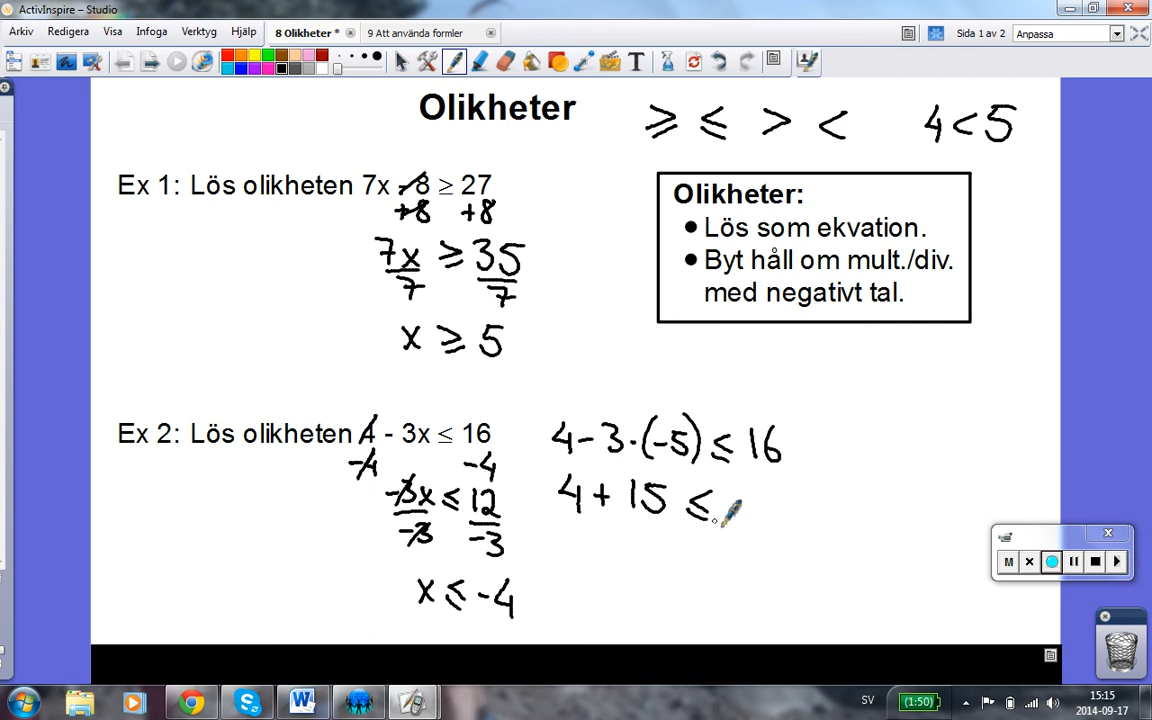 ActivInspire – Studio
Arkiv Redigera Visa Infoga Verktyg Hjälp
8 Olikheter * 9 Att använda formler
Sida 1 av 2 Anpassa
Olikheter
≥ ≤ > < 4 < 5
Ex 1: Lös olikheten 7x - 8 ≥ 27
+8 +8
7x ≥ 35
7 7
x ≥ 5
Olikheter:
• Lös som ekvation.
• Byt håll om mult./div.
med negativt tal.
Ex 2: Lös olikheten 4 - 3x ≤ 16
-4 -4
-3x ≤ 12
-3 -3
x ≤ -4
4 - 3 · (-5) ≤ 16
4 + 15 ≤
M
SV
(1:50)
15:15
2014-09-17